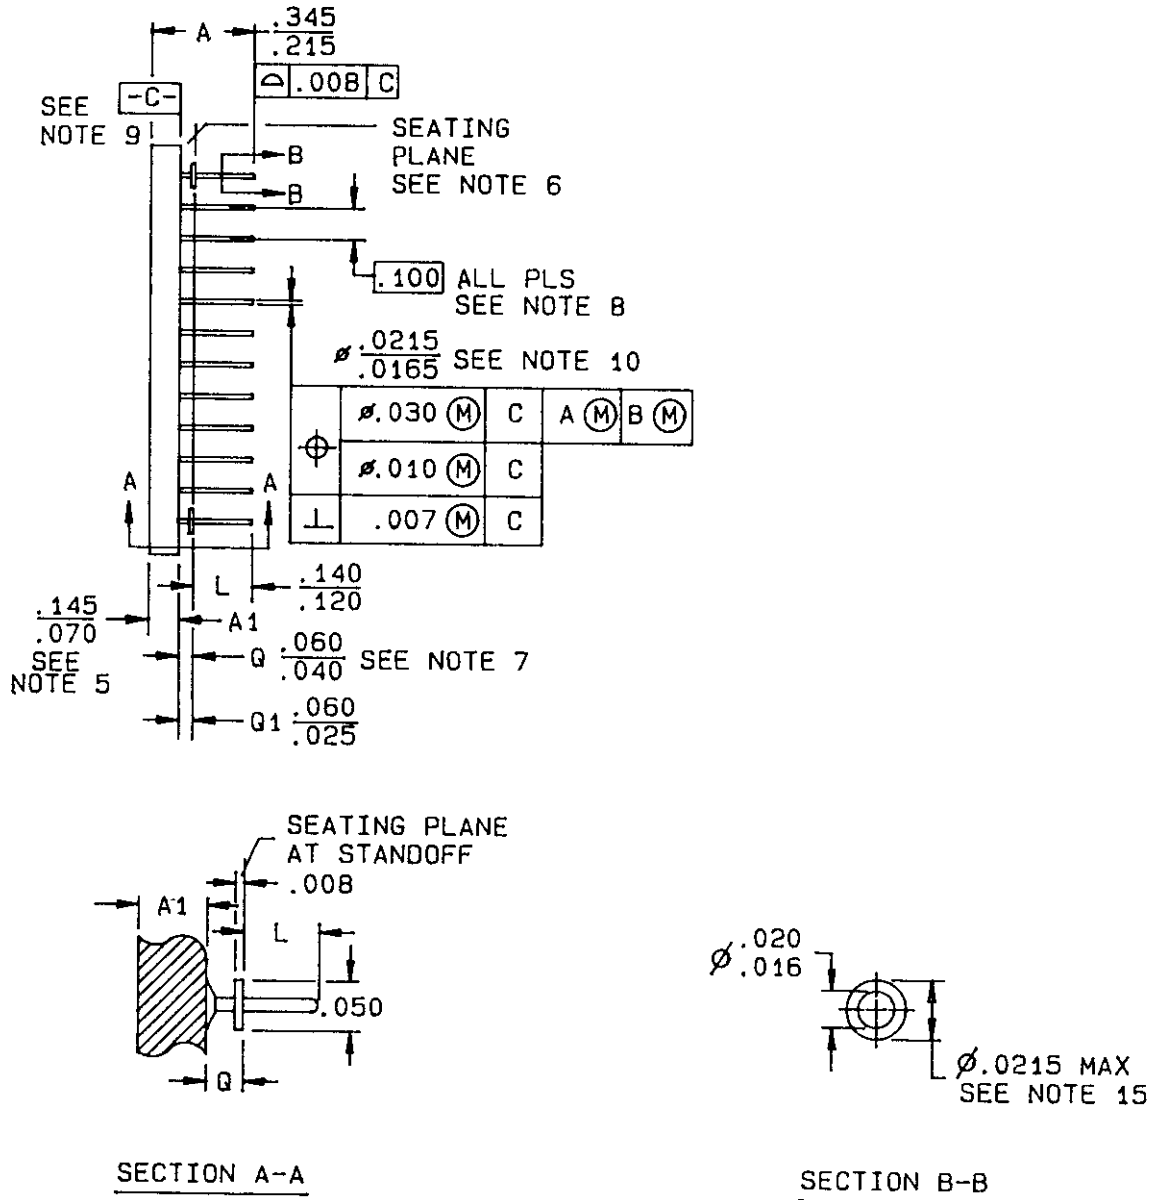 A .345
.215
⌓ .008 C
-C-
SEE
NOTE 9
SEATING
PLANE
SEE NOTE 6
B
B
.100 ALL PLS
SEE NOTE 8
ø .0215
.0165 SEE NOTE 10
⌖ ø.030 Ⓜ C A Ⓜ B Ⓜ
ø.010 Ⓜ C
⊥ .007 Ⓜ C
A A
L .140
.120
.145
.070
A1
SEE
NOTE 5
Q .060
.040 SEE NOTE 7
Q1 .060
.025
SEATING PLANE
AT STANDOFF
.008
A1
L
.050
Q
SECTION A-A
ø .020
.016
ø.0215 MAX
SEE NOTE 15
SECTION B-B